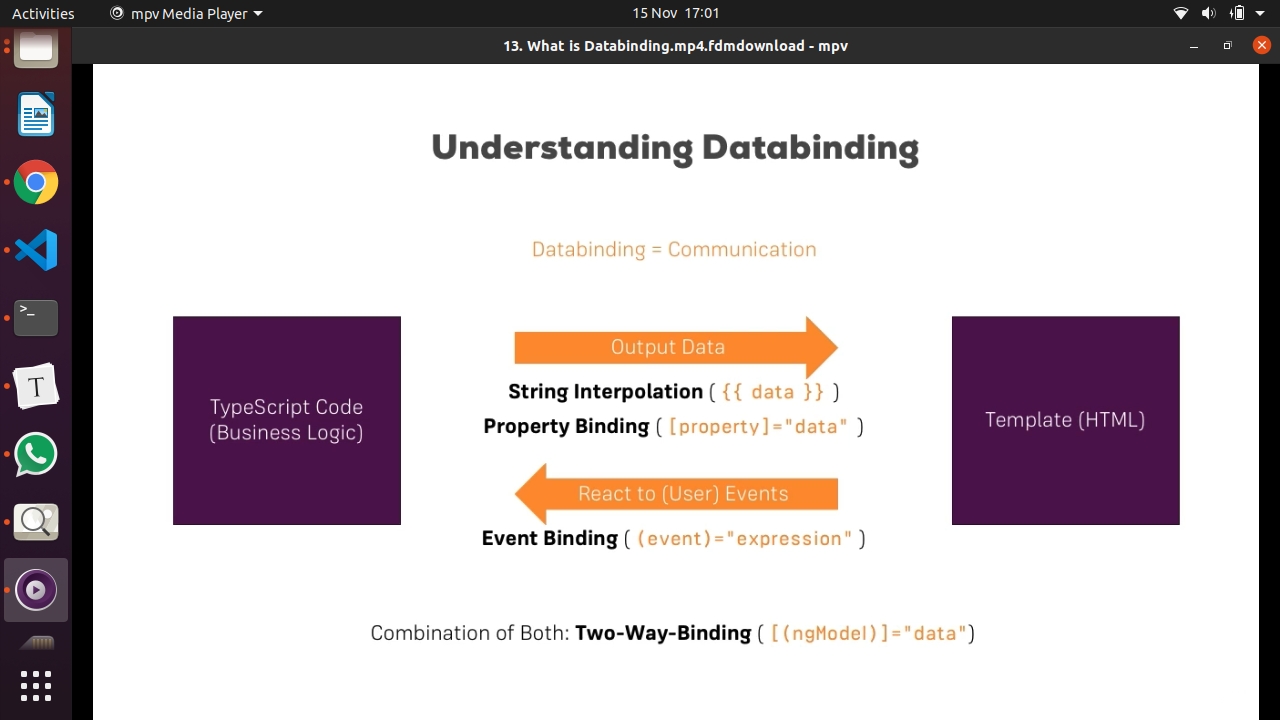 Activities
mpv Media Player
15 Nov 17:01
13. What is Databinding.mp4.fdmdownload - mpv
Understanding Databinding
Databinding = Communication
TypeScript Code
(Business Logic)
Output Data
String Interpolation ( {{ data }} )
Property Binding ( [property]="data" )
React to (User) Events
Event Binding ( (event)="expression" )
Template (HTML)
Combination of Both: Two-Way-Binding ( [(ngModel)]="data")
>_
T